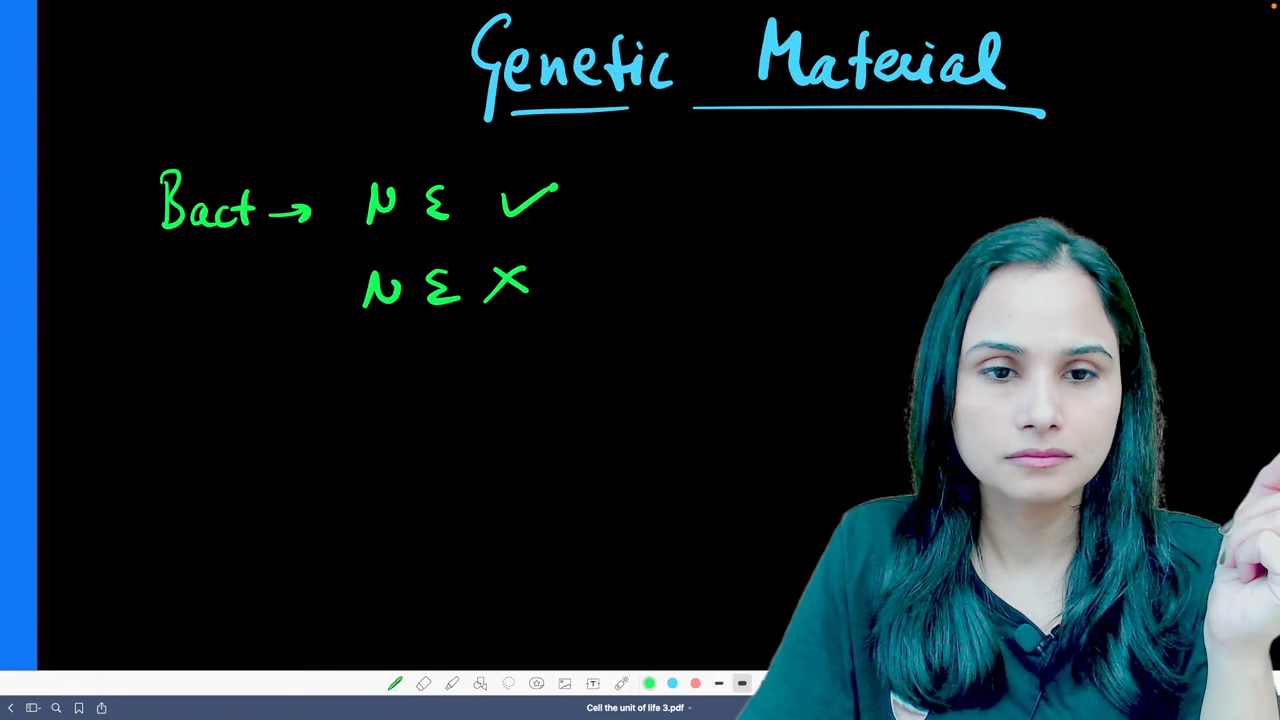 Genetic Material
Bact → N Σ ✓
N Σ ✗
Cell the unit of life 3.pdf